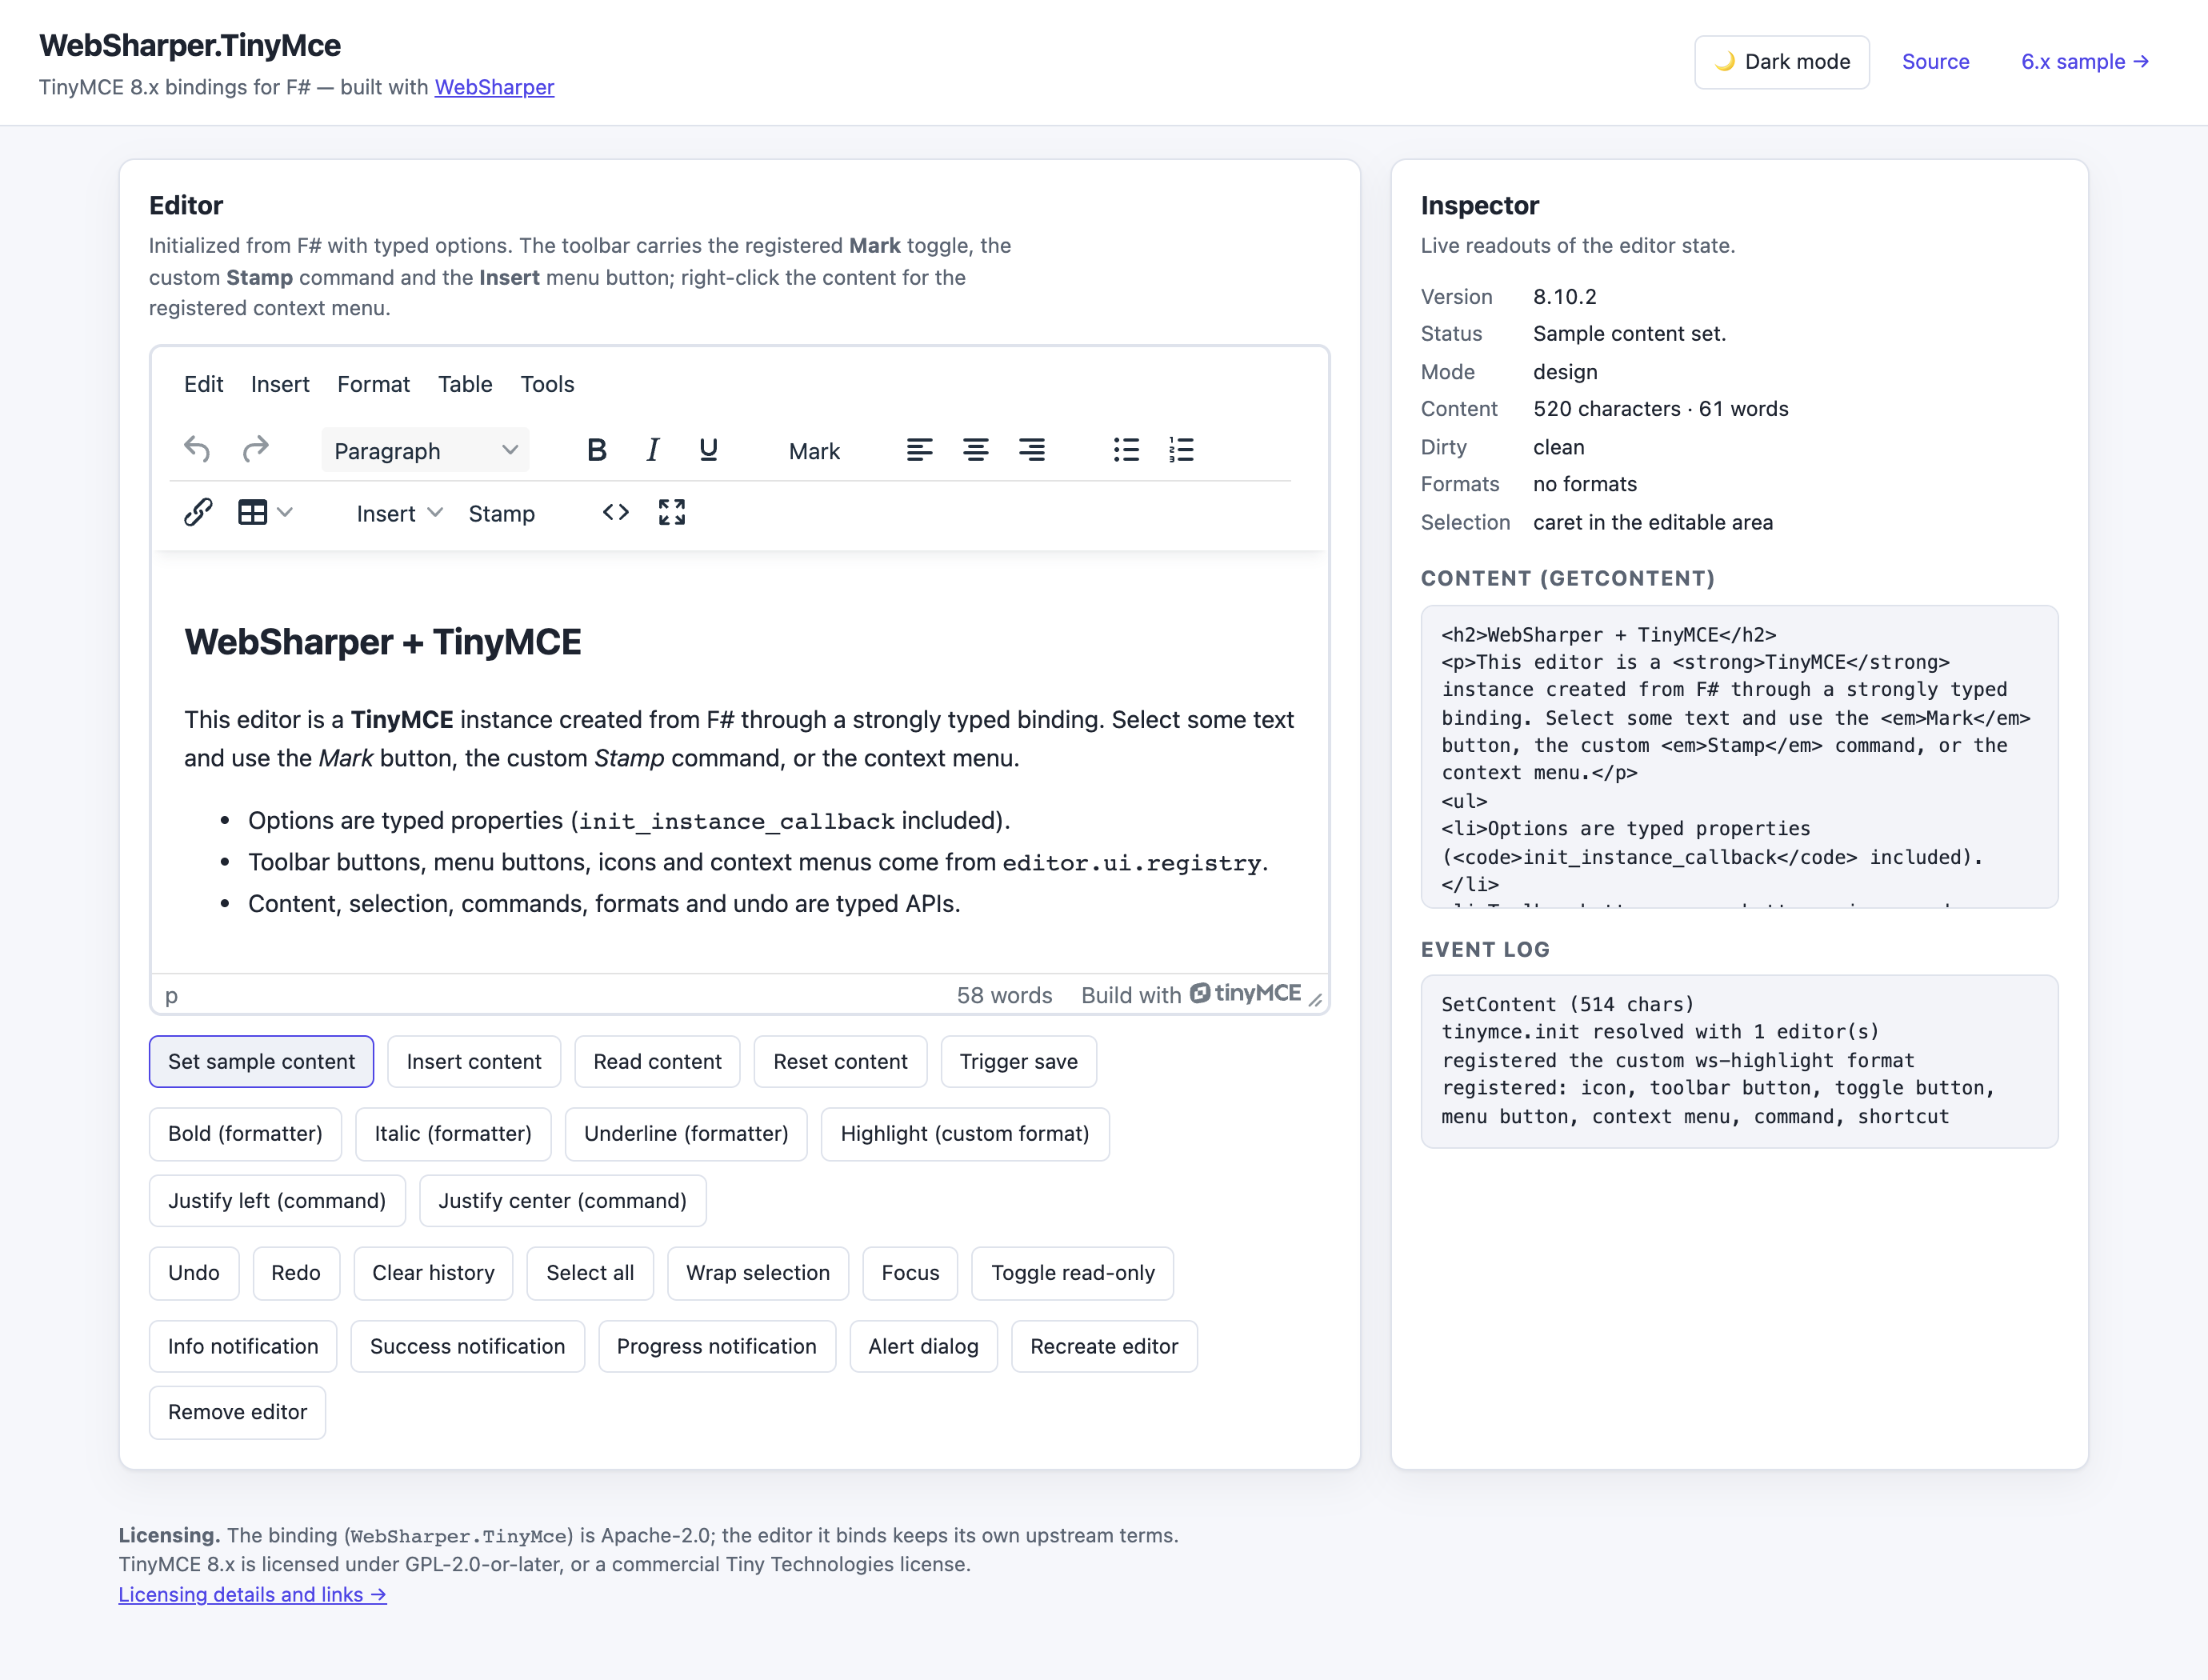 WebSharper.TinyMce
TinyMCE 8.x bindings for F# — built with WebSharper
🌙 Dark mode
Source
6.x sample →
Editor
Initialized from F# with typed options. The toolbar carries the registered Mark toggle, the
custom Stamp command and the Insert menu button; right-click the content for the
registered context menu.
Edit Insert Format Table Tools
Paragraph B I U Mark
Insert Stamp
WebSharper + TinyMCE
This editor is a TinyMCE instance created from F# through a strongly typed binding. Select some text
and use the Mark button, the custom Stamp command, or the context menu.
• Options are typed properties (init_instance_callback included).
• Toolbar buttons, menu buttons, icons and context menus come from editor.ui.registry.
• Content, selection, commands, formats and undo are typed APIs.
p 58 words Build with tinyMCE
Set sample content Insert content Read content Reset content Trigger save
Bold (formatter) Italic (formatter) Underline (formatter) Highlight (custom format)
Justify left (command) Justify center (command)
Undo Redo Clear history Select all Wrap selection Focus Toggle read-only
Info notification Success notification Progress notification Alert dialog Recreate editor
Remove editor
Inspector
Live readouts of the editor state.
Version 8.10.2
Status Sample content set.
Mode design
Content 520 characters · 61 words
Dirty clean
Formats no formats
Selection caret in the editable area
CONTENT (GETCONTENT)
<h2>WebSharper + TinyMCE</h2>
<p>This editor is a <strong>TinyMCE</strong>
instance created from F# through a strongly typed
binding. Select some text and use the <em>Mark</em>
button, the custom <em>Stamp</em> command, or the
context menu.</p>
<ul>
<li>Options are typed properties
(<code>init_instance_callback</code> included).
</li>
EVENT LOG
SetContent (514 chars)
tinymce.init resolved with 1 editor(s)
registered the custom ws-highlight format
registered: icon, toolbar button, toggle button,
menu button, context menu, command, shortcut
Licensing. The binding (WebSharper.TinyMce) is Apache-2.0; the editor it binds keeps its own upstream terms.
TinyMCE 8.x is licensed under GPL-2.0-or-later, or a commercial Tiny Technologies license.
Licensing details and links →